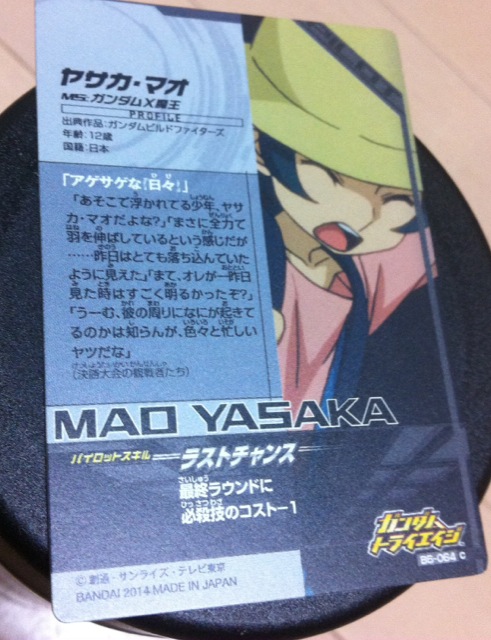 ヤサカ・マオ
MS:ガンダムX魔王
PROFILE
出典作品:ガンダムビルドファイターズ
年齢:12歳
国籍:日本
「アゲサゲな『日々』」
「あそこで浮かれてる少年、ヤサ
カ・マオだよな?」「まさに全力で
羽を伸ばしているという感じだが
……昨日はとても落ち込んでいた
ように見えた」「まて、オレが一昨日
見た時はすごく明るかったぞ?」
「うーむ、彼の周りになにが起きて
るのかは知らんが、色々と忙しい
ヤツだな」
(決勝大会の観戦者たち)
MAO YASAKA
パイロットスキル
ラストチャンス
最終ラウンドに
必殺技のコスト−1
ガンダム
トライエイジ
B6-064 C
©創通・サンライズ・テレビ東京
BANDAI 2014 MADE IN JAPAN